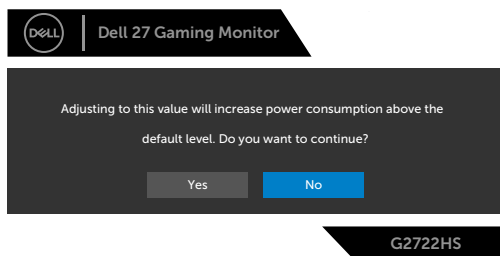 DELL
Dell 27 Gaming Monitor
Adjusting to this value will increase power consumption above the
default level. Do you want to continue?
Yes
No
G2722HS